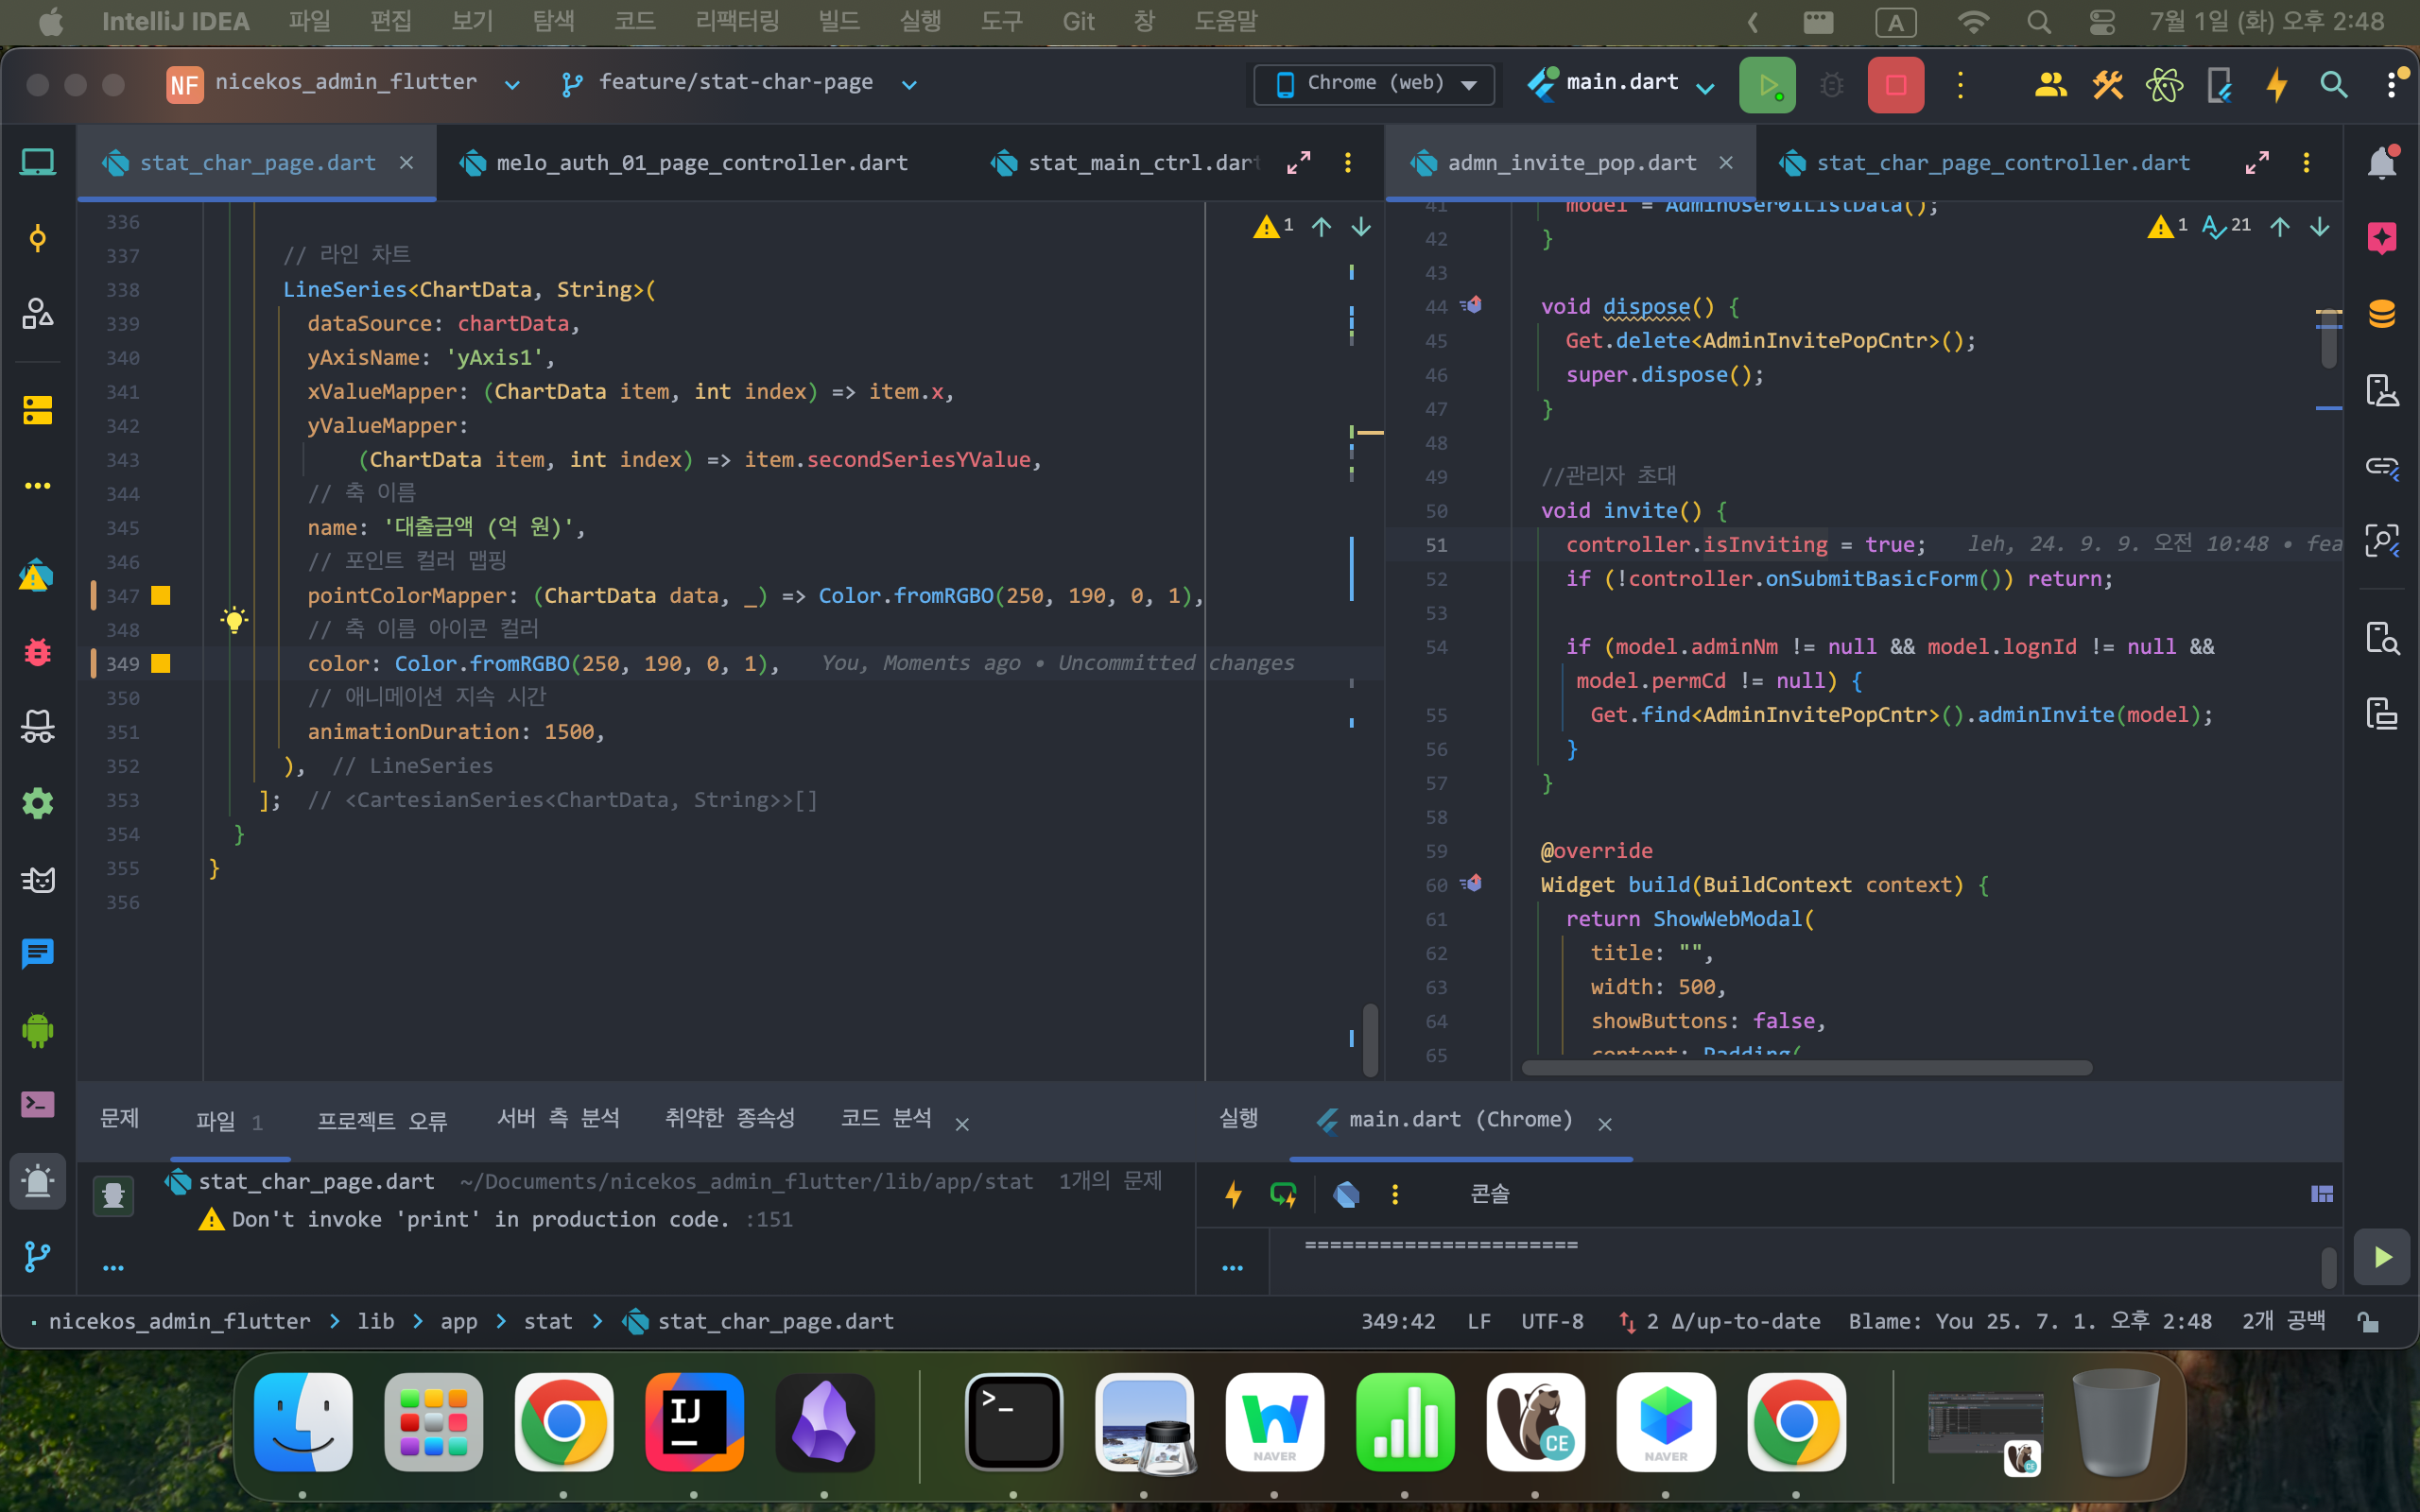 IntelliJ IDEA 파일 편집 보기 탐색 코드 리팩터링 빌드 실행 도구 Git 창 도움말 A 7월 1일 (화) 오후 2:48
NF nicekos_admin_flutter feature/stat-char-page Chrome (web) main.dart
stat_char_page.dart melo_auth_01_page_controller.dart stat_main_ctrl.dart
336
337 // 라인 차트
338 LineSeries<ChartData, String>(
339 dataSource: chartData,
340 yAxisName: 'yAxis1',
341 xValueMapper: (ChartData item, int index) => item.x,
342 yValueMapper:
343 (ChartData item, int index) => item.secondSeriesYValue,
344 // 축 이름
345 name: '대출금액 (억 원)',
346 // 포인트 컬러 맵핑
347 pointColorMapper: (ChartData data, _) => Color.fromRGBO(250, 190, 0, 1),
348 // 축 이름 아이콘 컬러
349 color: Color.fromRGBO(250, 190, 0, 1), You, Moments ago • Uncommitted changes
350 // 애니메이션 지속 시간
351 animationDuration: 1500,
352 ), // LineSeries
353 ]; // <CartesianSeries<ChartData, String>>[]
354 }
355 }
356
1
admn_invite_pop.dart stat_char_page_controller.dart
1 21
41 model = AdminUser01ListData();
42 }
43
44 void dispose() {
45 Get.delete<AdminInvitePopCntr>();
46 super.dispose();
47 }
48
49 //관리자 초대
50 void invite() {
51 controller.isInviting = true; leh, 24. 9. 9. 오전 10:48 • fea
52 if (!controller.onSubmitBasicForm()) return;
53
54 if (model.adminNm != null && model.lognId != null &&
model.permCd != null) {
55 Get.find<AdminInvitePopCntr>().adminInvite(model);
56 }
57 }
58
59 @override
60 Widget build(BuildContext context) {
61 return ShowWebModal(
62 title: "",
63 width: 500,
64 showButtons: false,
65 content: Padding(
문제 파일 1 프로젝트 오류 서버 측 분석 취약한 종속성 코드 분석
stat_char_page.dart ~/Documents/nicekos_admin_flutter/lib/app/stat 1개의 문제
Don't invoke 'print' in production code. :151
실행 main.dart (Chrome)
콘솔
======================
nicekos_admin_flutter lib app stat stat_char_page.dart 349:42 LF UTF-8 2 Δ/up-to-date Blame: You 25. 7. 1. 오후 2:48 2개 공백
IJ
>_
NAVER
CE
NAVER